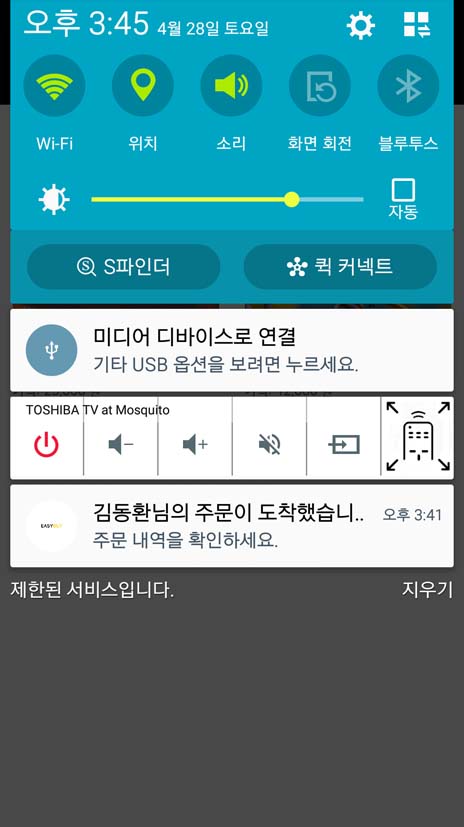 오후 3:45 4월 28일 토요일
Wi-Fi 위치 소리 화면 회전 블루투스
자동
S파인더 퀵 커넥트
미디어 디바이스로 연결
기타 USB 옵션을 보려면 누르세요.
TOSHIBA TV at Mosquito
김동환님의 주문이 도착했습니.. 오후 3:41
EASY
주문 내역을 확인하세요.
제한된 서비스입니다. 지우기